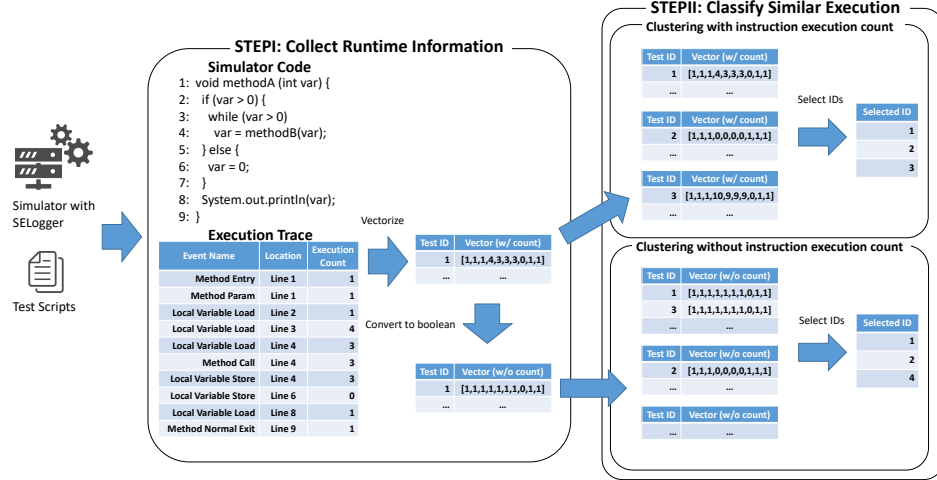 STEPI: Collect Runtime Information
Simulator Code
1: void methodA (int var) {
2: if (var > 0) {
3: while (var > 0)
4: var = methodB(var);
5: } else {
6: var = 0;
7: }
8: System.out.println(var);
9: }
Simulator with
SELogger
Test Scripts
Execution Trace
Event Name Location Execution Count
Method Entry Line 1 1
Method Param Line 1 1
Local Variable Load Line 2 1
Local Variable Load Line 3 4
Local Variable Load Line 4 3
Method Call Line 4 3
Local Variable Store Line 4 3
Local Variable Store Line 6 0
Local Variable Load Line 8 1
Method Normal Exit Line 9 1
Vectorize
Test ID Vector (w/ count)
1 [1,1,1,4,3,3,3,0,1,1]
... ...
Convert to boolean
Test ID Vector (w/o count)
1 [1,1,1,1,1,1,1,0,1,1]
... ...
STEPII: Classify Similar Execution
Clustering with instruction execution count
Test ID Vector (w/ count)
1 [1,1,1,4,3,3,3,0,1,1]
... ...
Test ID Vector (w/ count)
2 [1,1,1,0,0,0,0,1,1,1]
... ...
Test ID Vector (w/ count)
3 [1,1,1,10,9,9,9,0,1,1]
... ...
Select IDs
Selected ID
1
2
3
Clustering without instruction execution count
Test ID Vector (w/o count)
1 [1,1,1,1,1,1,1,0,1,1]
3 [1,1,1,1,1,1,1,0,1,1]
... ...
Test ID Vector (w/o count)
2 [1,1,1,0,0,0,0,1,1,1]
... ...
Test ID Vector (w/o count)
... ...
Select IDs
Selected ID
1
2
4